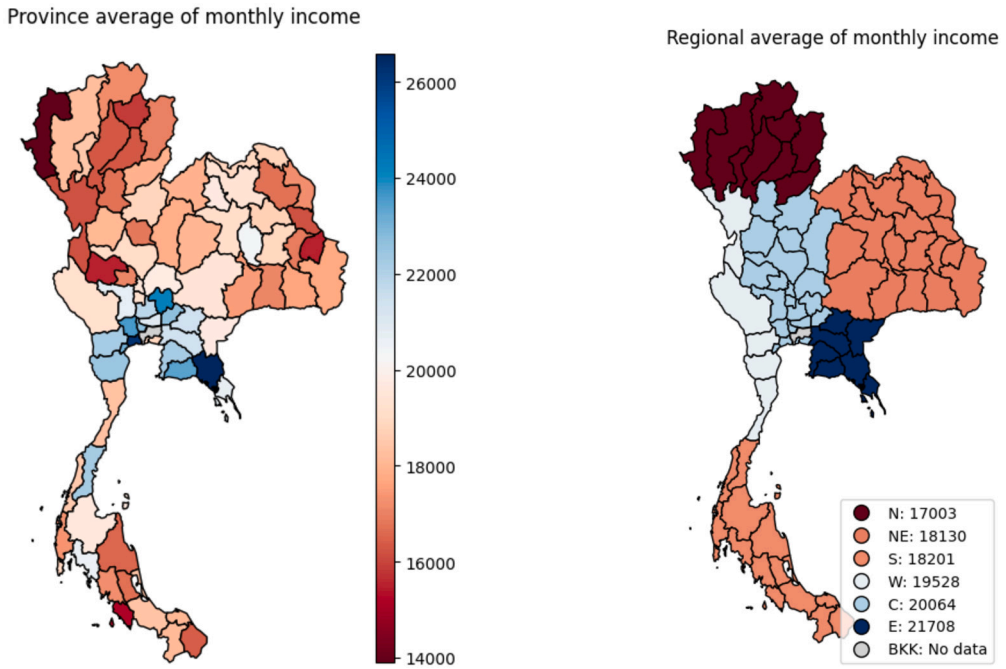 Province average of monthly income
26000
24000
22000
20000
18000
16000
14000
Regional average of monthly income
N: 17003
NE: 18130
S: 18201
W: 19528
C: 20064
E: 21708
BKK: No data